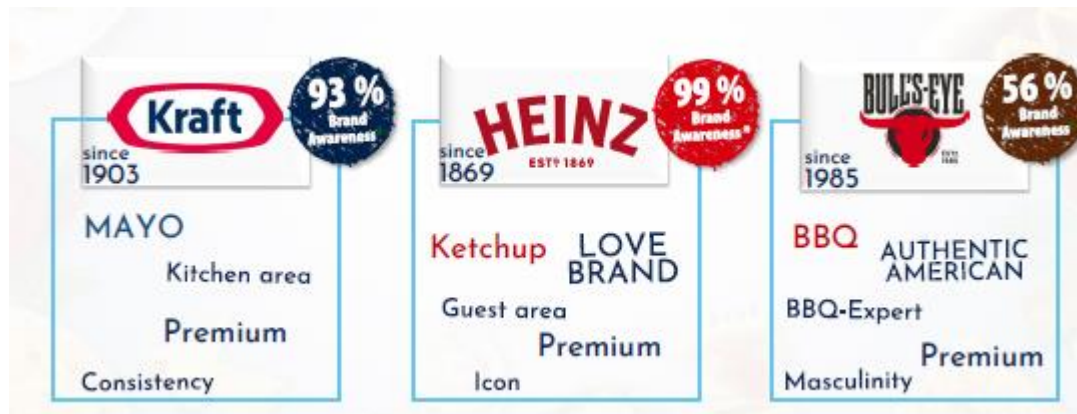 Kraft
93 %
Brand
Awareness
since
1903
MAYO
Kitchen area
Premium
Consistency
HEINZ
ESTD 1869
99 %
Brand
Awareness*
since
1869
Ketchup
LOVE
BRAND
Guest area
Premium
Icon
BULL'S-EYE
56 %
Brand
Awareness
since
1985
BBQ
AUTHENTIC
AMERICAN
BBQ-Expert
Premium
Masculinity